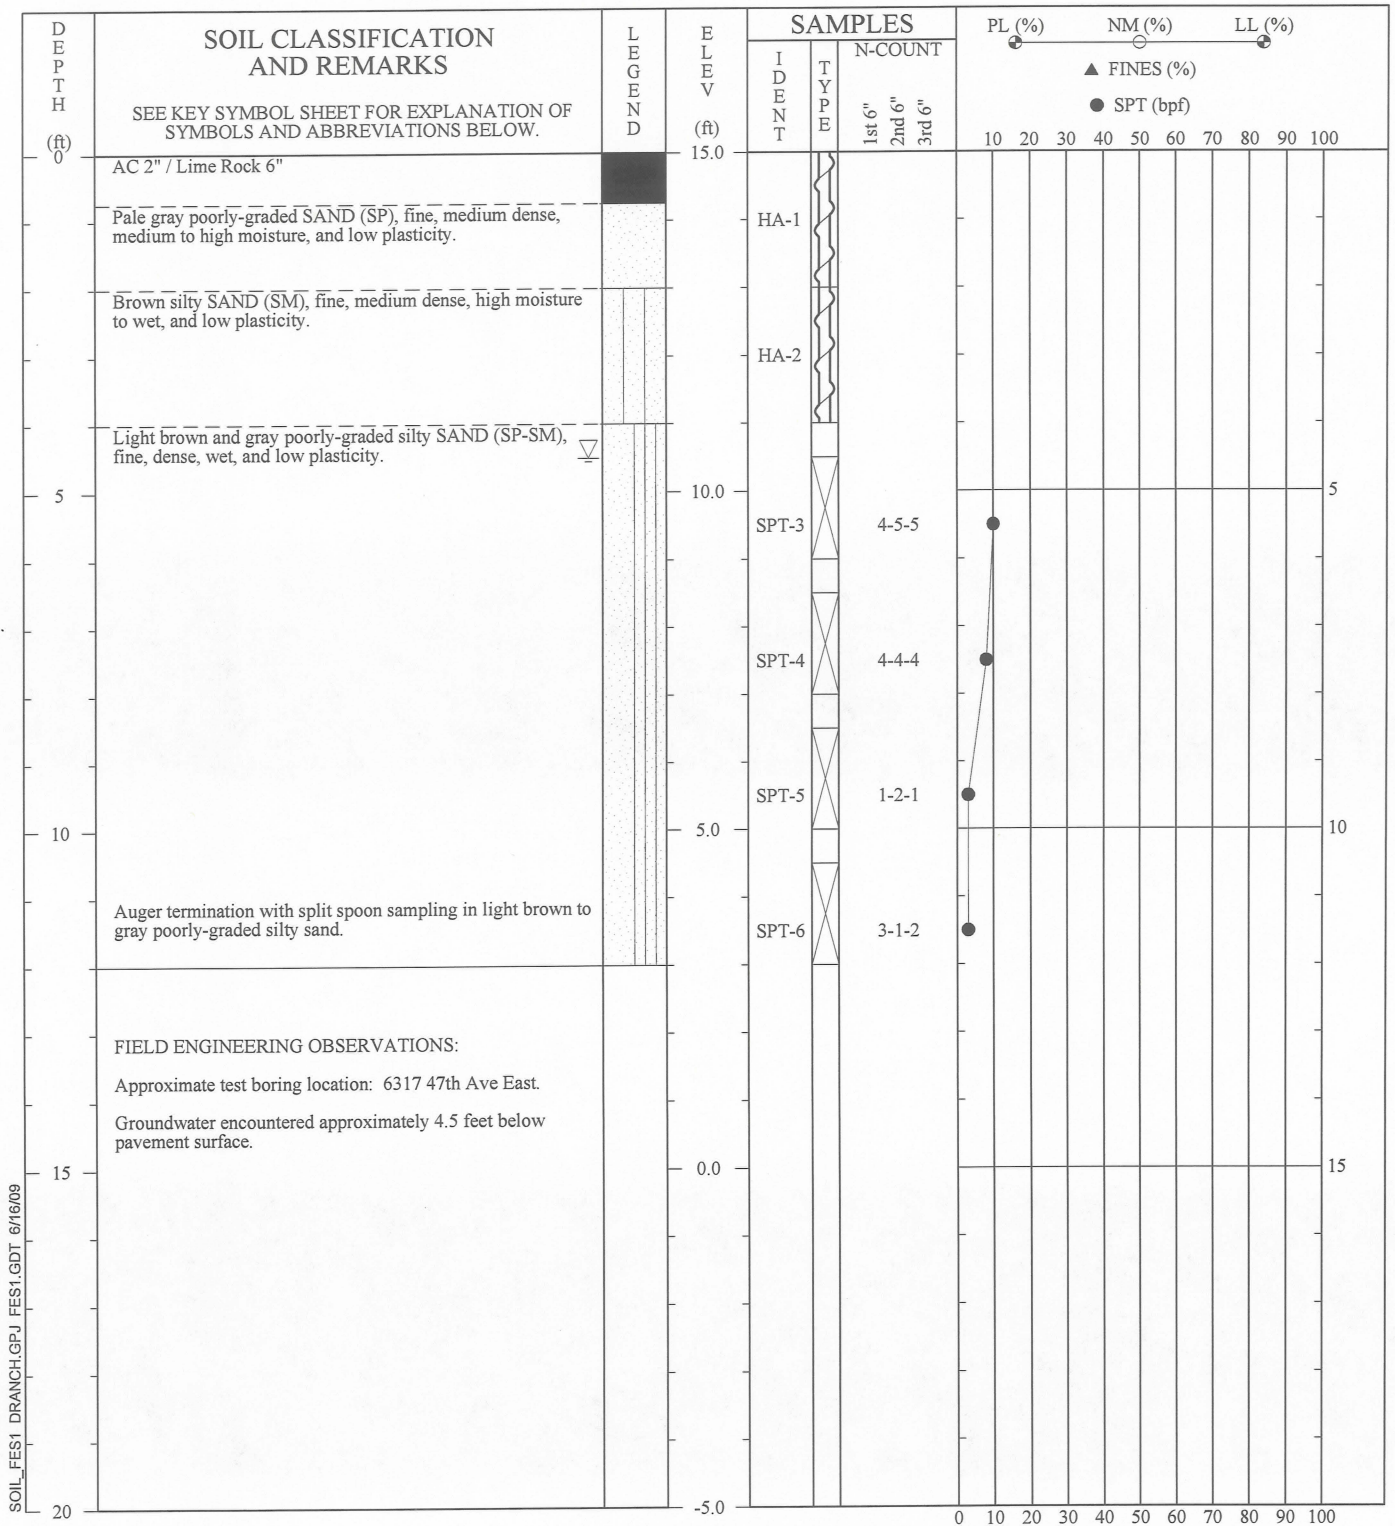 DEPTH
(ft)
SOIL CLASSIFICATION
AND REMARKS
SEE KEY SYMBOL SHEET FOR EXPLANATION OF
SYMBOLS AND ABBREVIATIONS BELOW.
LEGEND
ELEV
(ft)
SAMPLES
IDENT
TYPE
N-COUNT
1st 6"
2nd 6"
3rd 6"
PL (%) NM (%) LL (%)
FINES (%)
SPT (bpf)
10 20 30 40 50 60 70 80 90 100
0
15.0
AC 2" / Lime Rock 6"
Pale gray poorly-graded SAND (SP), fine, medium dense,
medium to high moisture, and low plasticity.
HA-1
Brown silty SAND (SM), fine, medium dense, high moisture
to wet, and low plasticity.
HA-2
Light brown and gray poorly-graded silty SAND (SP-SM),
fine, dense, wet, and low plasticity.
5
10.0
5
SPT-3 4-5-5
SPT-4 4-4-4
SPT-5 1-2-1
10
5.0
10
Auger termination with split spoon sampling in light brown to
gray poorly-graded silty sand.
SPT-6 3-1-2
FIELD ENGINEERING OBSERVATIONS:
Approximate test boring location: 6317 47th Ave East.
Groundwater encountered approximately 4.5 feet below
pavement surface.
15
0.0
15
20
-5.0
0 10 20 30 40 50 60 70 80 90 100
SOIL_FES1 DRANCH.GPJ FES1.GDT 6/16/09